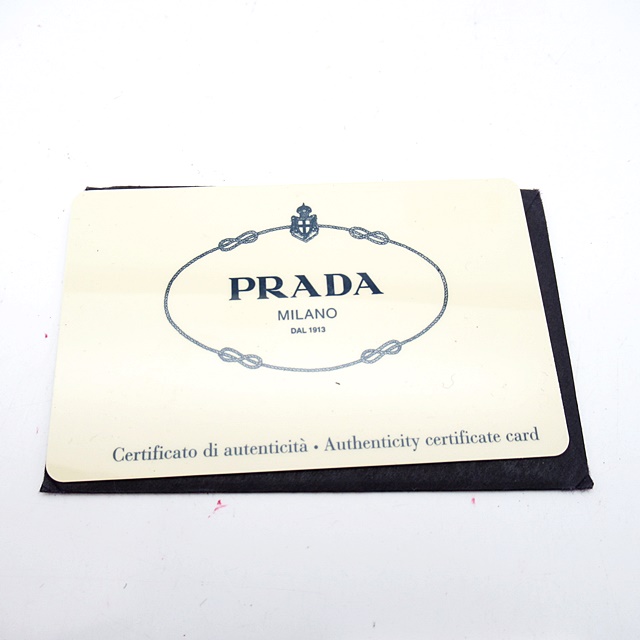 PRADA
MILANO
DAL 1913
Certificato di autenticità • Authenticity certificate card